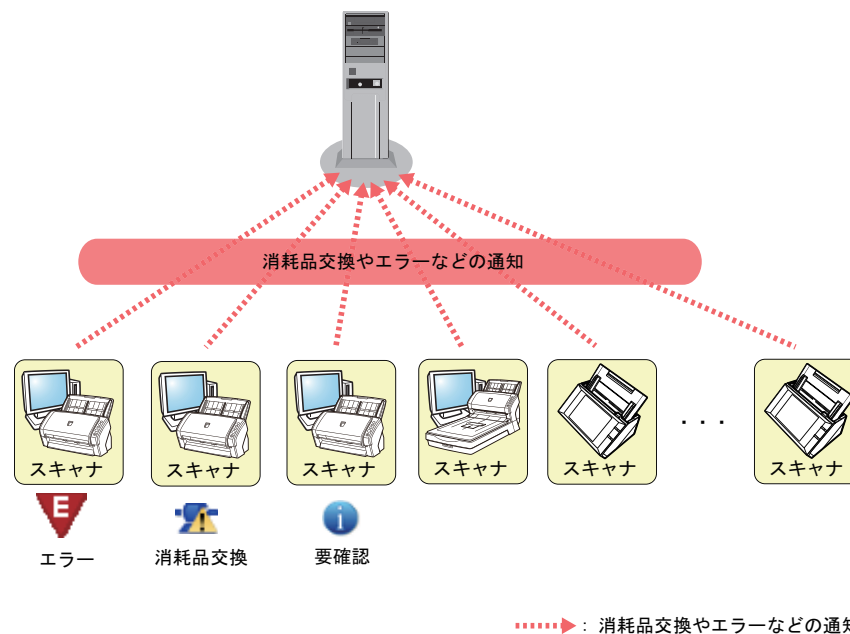 消耗品交換やエラーなどの通知
スキャナ スキャナ スキャナ スキャナ スキャナ ・・・ スキャナ
E i
エラー 消耗品交換 要確認
: 消耗品交換やエラーなどの通知